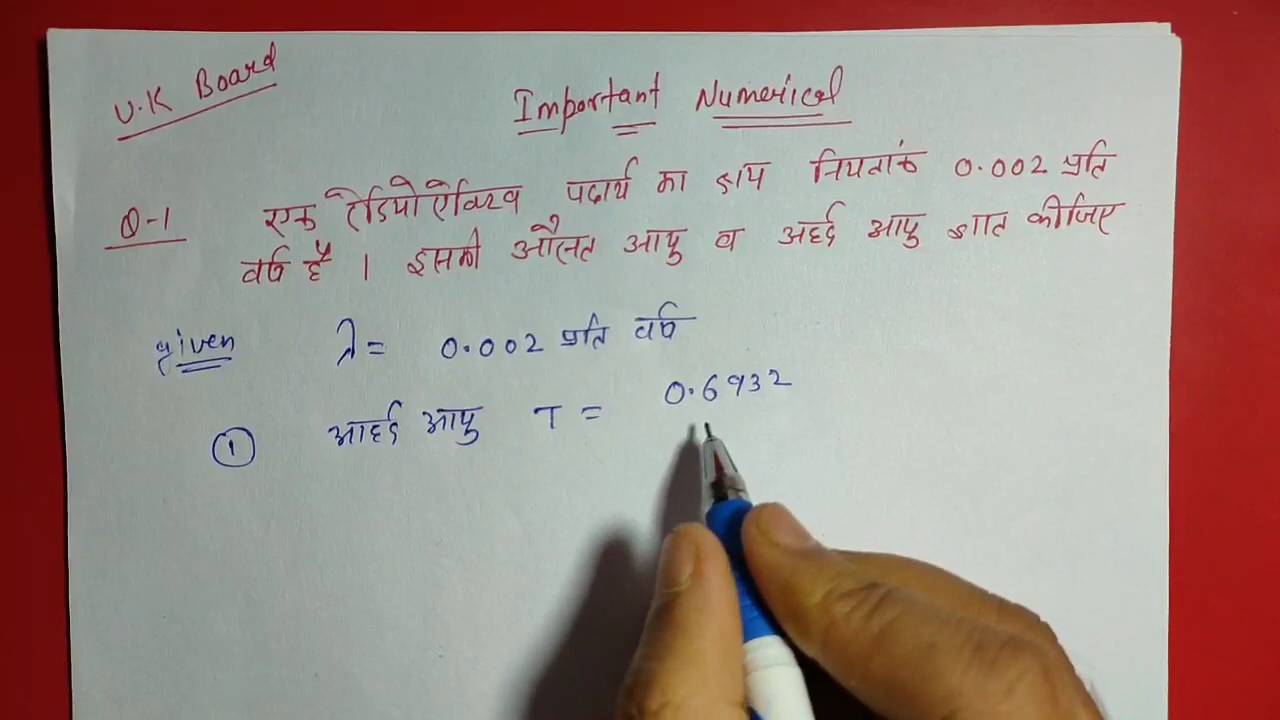 U.K Board
Important Numerical
Q-1 एक रेडियोऐक्टिव पदार्थ का क्षय नियतांक 0.002 प्रति
वर्ष है । इसकी औसत आयु व अर्द्ध आयु ज्ञात कीजिए
given λ = 0.002 प्रति वर्ष
① अर्द्ध आयु T = 0.6932